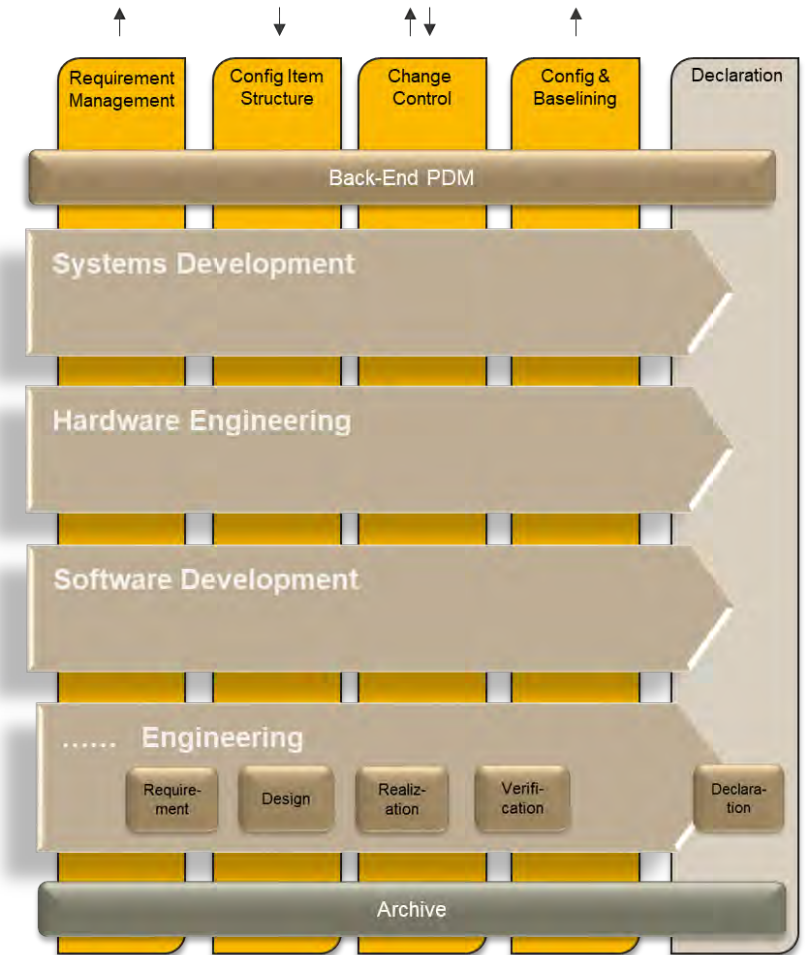 Requirement
Management
Config Item
Structure
Change
Control
Config &
Baselining
Declaration
Back-End PDM
Systems Development
Hardware Engineering
Software Development
...... Engineering
Require-
ment
Design
Realiz-
ation
Verifi-
cation
Declara-
tion
Archive